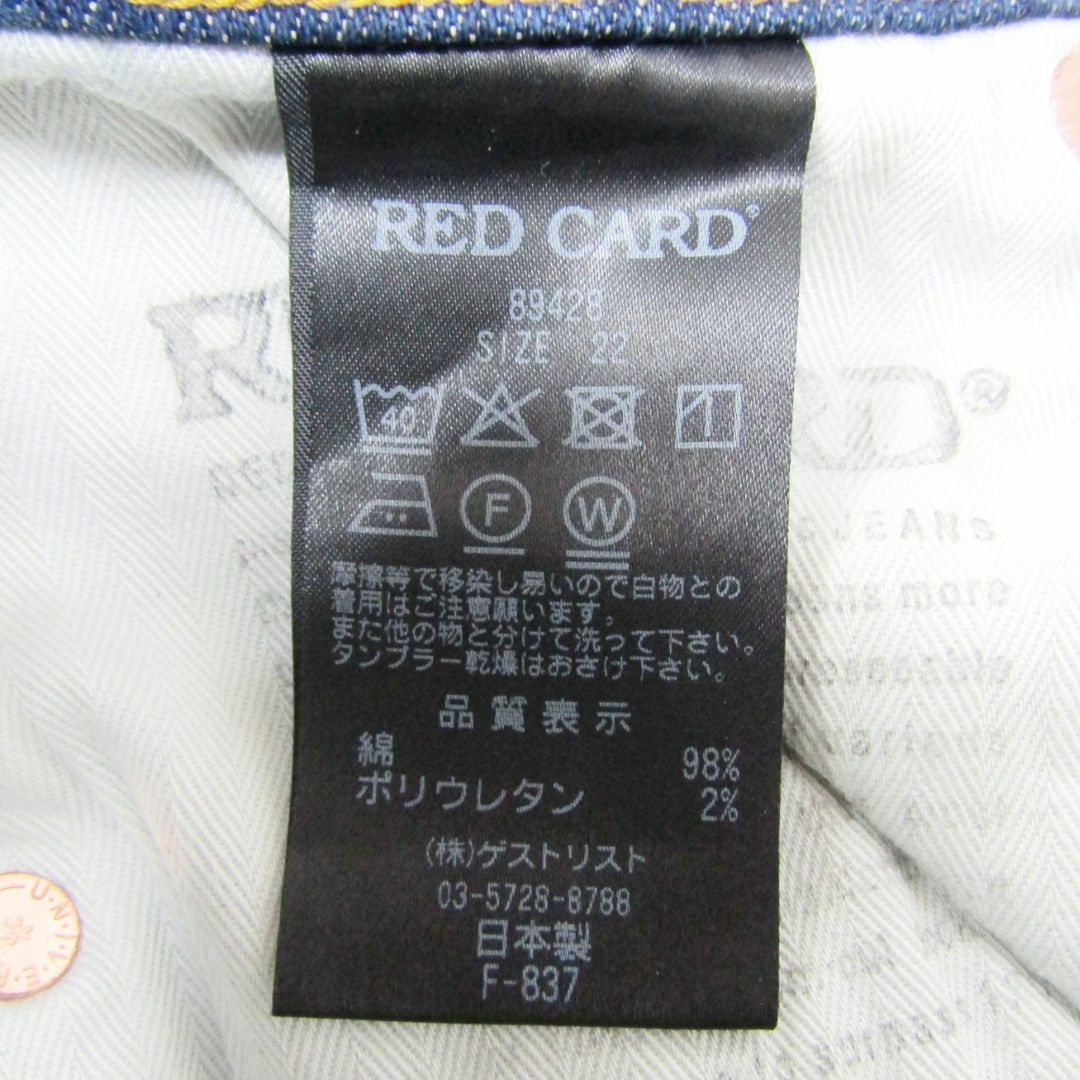 RED CARD®
89428
SIZE 22
40
F
W
摩擦等で移染し易いので白物との
着用はご注意願います。
また他の物と分けて洗って下さい。
タンブラー乾燥はおさけ下さい。
品質表示
綿 98%
ポリウレタン 2%
(株)ゲストリスト
03-5728-8788
日本製
F-837
JEANS
more
U·N·I·V·E·R